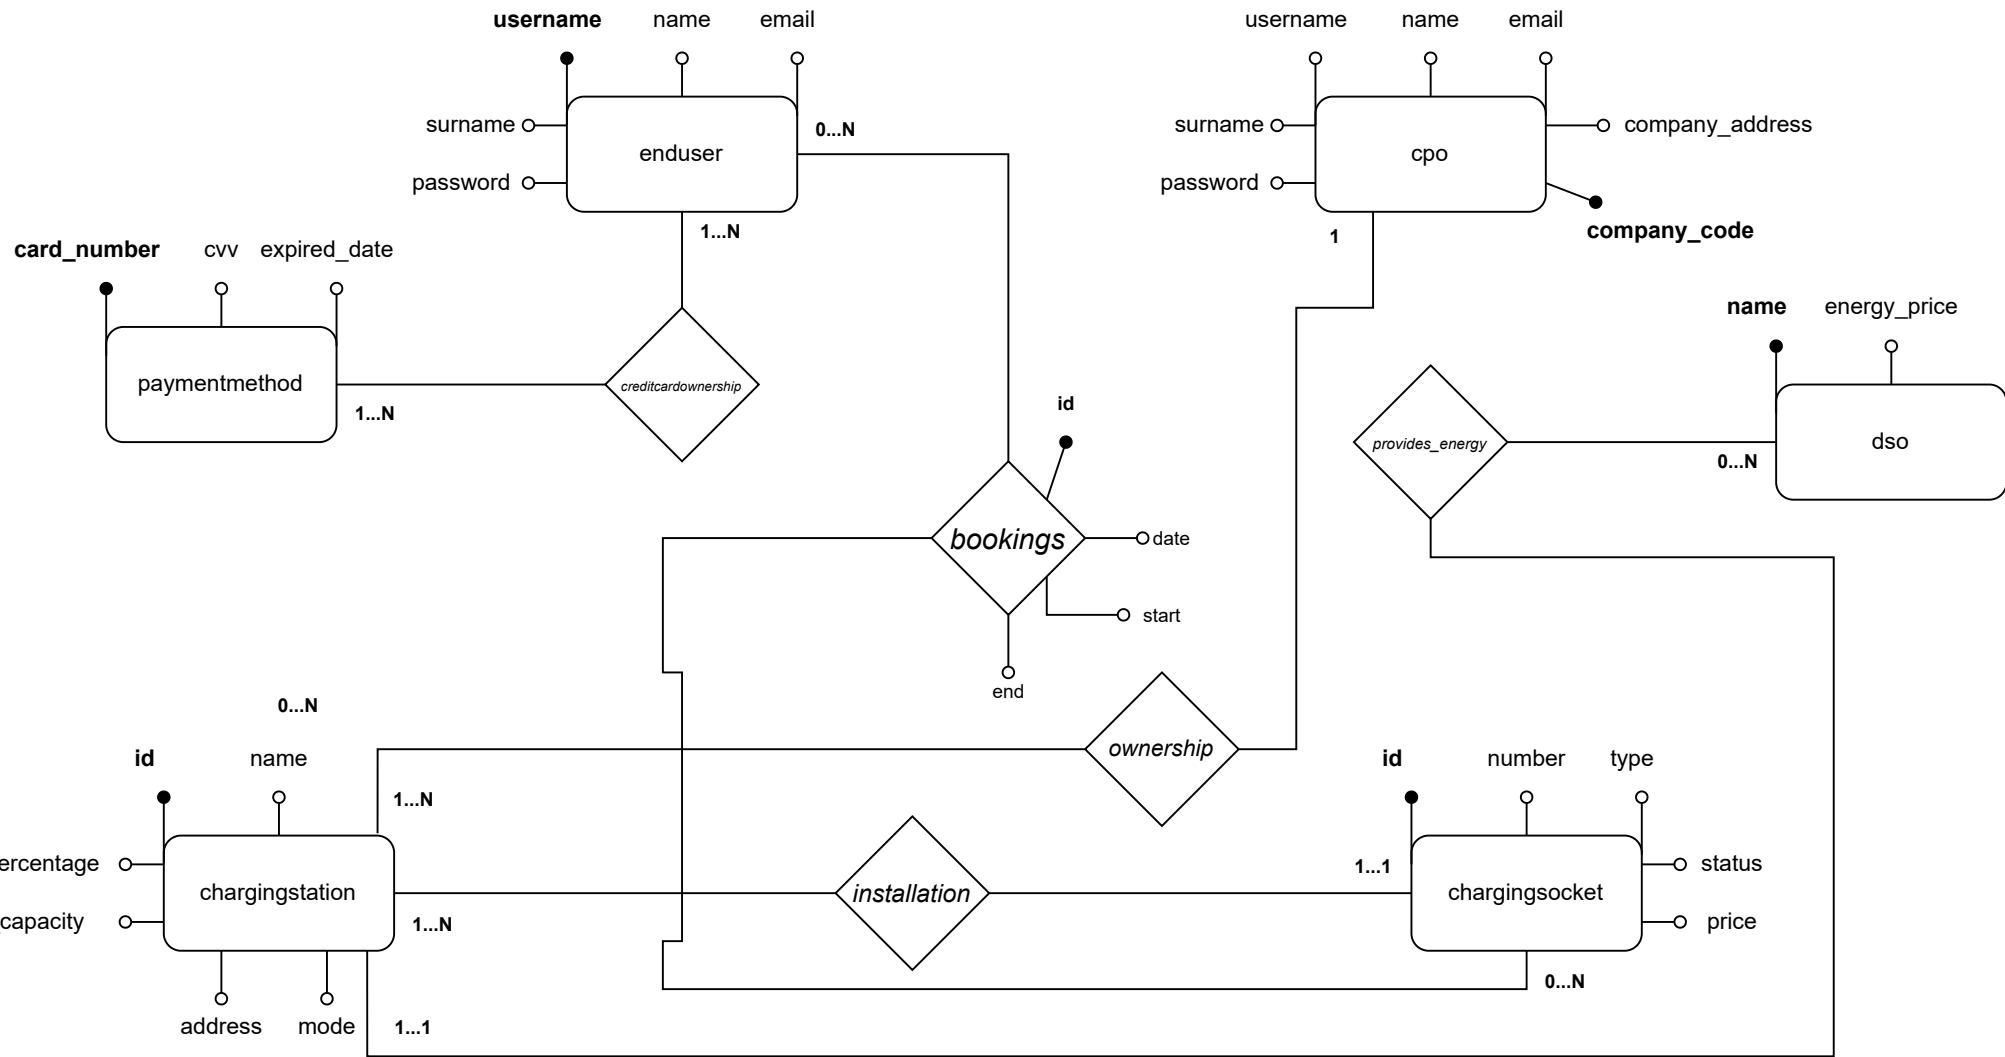 username name email
username name email
surname
enduser
0...N
password
1...N
surname
cpo
company_address
password
1
company_code
card_number cvv expired_date
paymentmethod
1...N
creditcardownership
name energy_price
provides_energy
0...N
dso
id
bookings
date
start
end
0...N
id name
1...N
ercentage
chargingstation
capacity
1...N
address mode
1...1
ownership
installation
id number type
1...1
chargingsocket
status
price
0...N